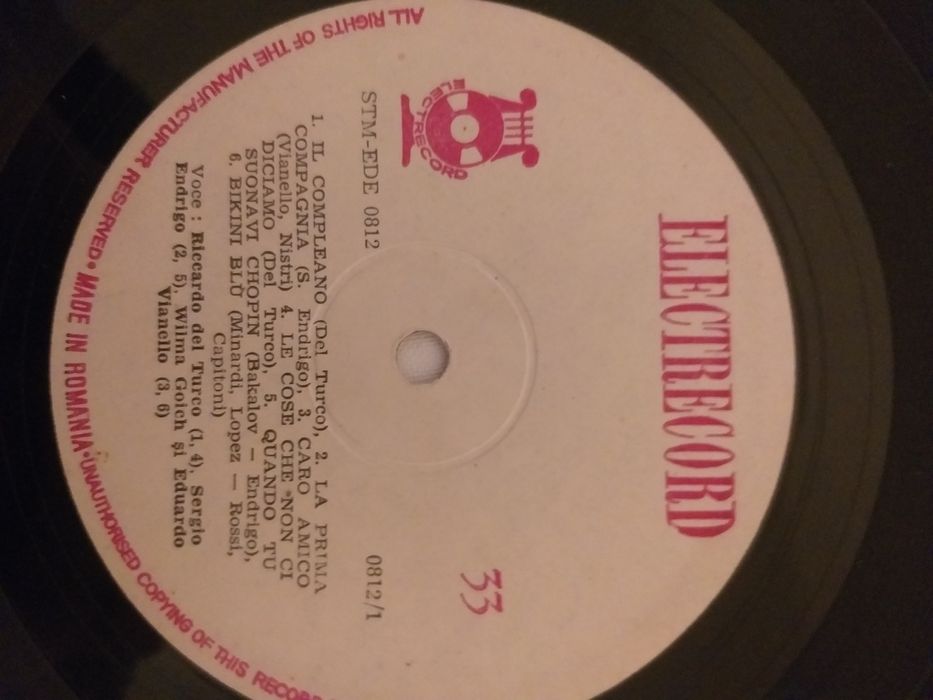 ELECTRECORD
ELECTRECORD
33
STM-EDE 0812
0812/1
1. IL COMPLEANO (Del Turco), 2. LA PRIMA
COMPAGNIA (S. Endrigo), 3. CARO AMICO
(Vianello, Nistri) 4. LE COSE CHE NON CI
DICIAMO (Del Turco), 5. QUANDO TU
SUONAVI CHOPIN (Bakalov — Endrigo),
6. BIKINI BLÙ (Minardi, Lopez — Rossi,
Capitoni)
Voce : Riccardo del Turco (1, 4), Sergio
Endrigo (2, 5), Wilma Goich și Eduardo
Vianello (3, 6)
ALL RIGHTS OF THE MANUFACTURER RESERVED • MADE IN ROMANIA • UNAUTHORISED COPYING OF THIS RECORD